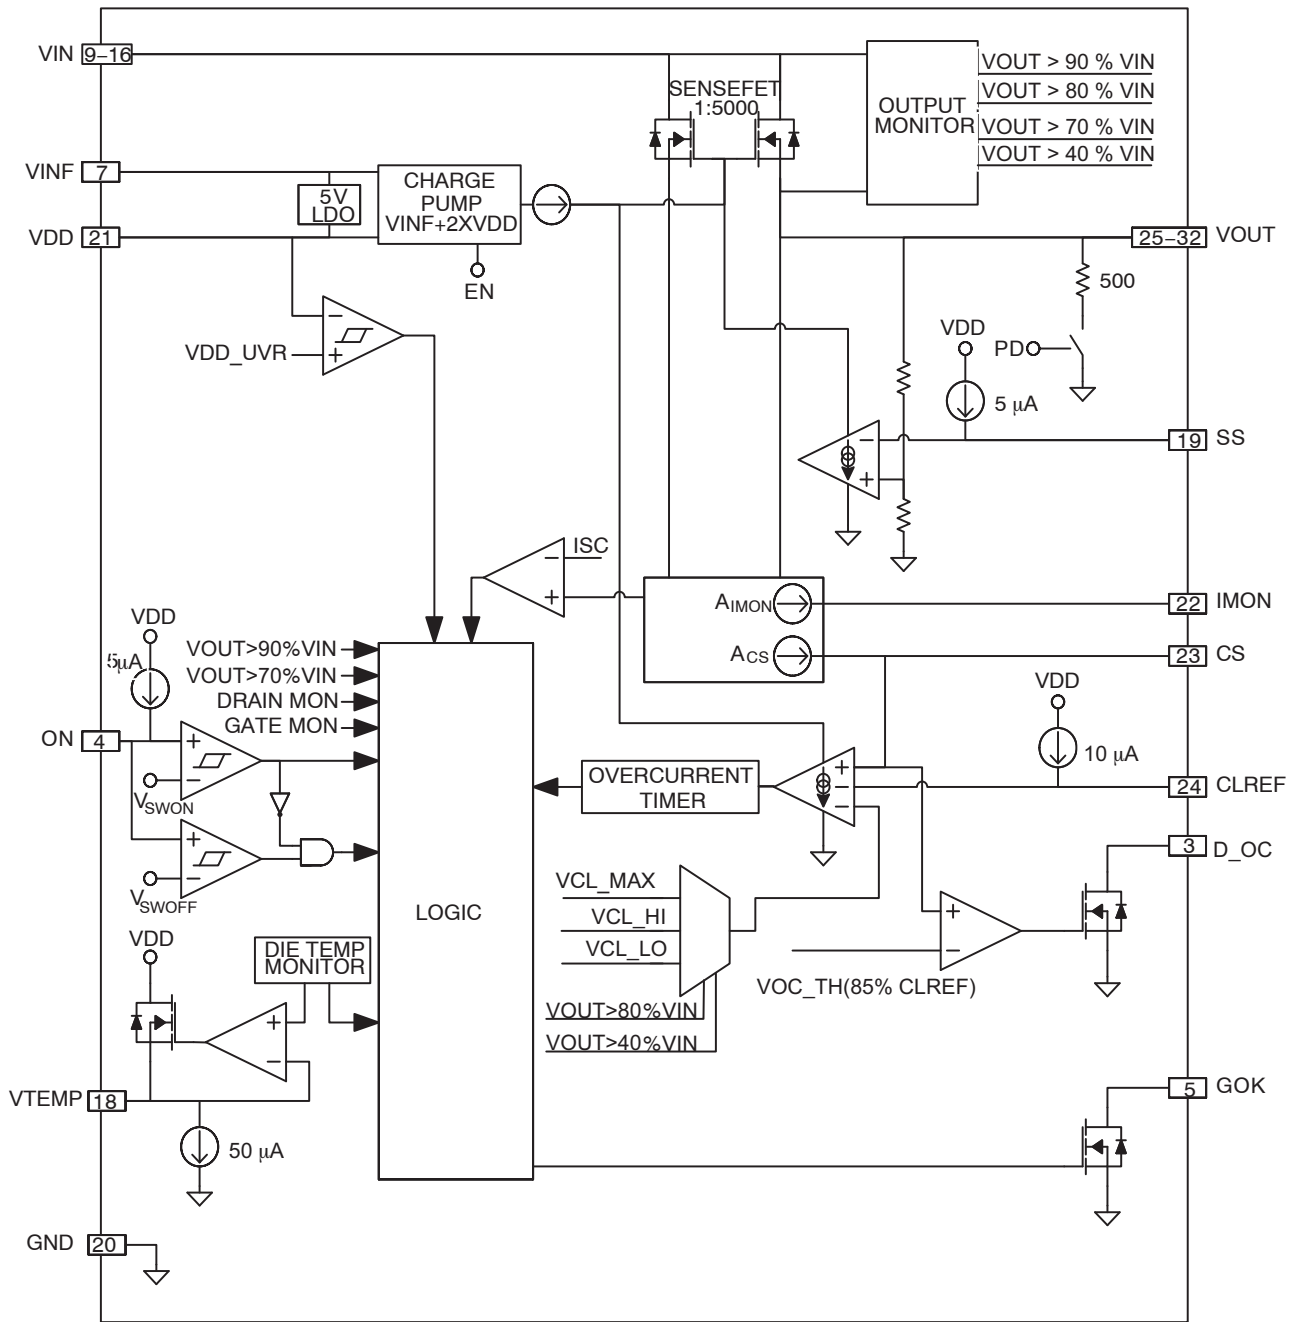 VIN 9–16
SENSEFET
1:5000
OUTPUT
MONITOR
VOUT > 90 % VIN
VOUT > 80 % VIN
VOUT > 70 % VIN
VOUT > 40 % VIN
VINF 7
5V
LDO
CHARGE
PUMP
VINF+2XVDD
VDD 21
EN
25–32 VOUT
500
VDD_UVR
− +
VDD
PD
5 μA
19 SS
− +
ISC
− +
AIMON
22 IMON
ACS
23 CS
VDD
5μA
VOUT>90%VIN
VOUT>70%VIN
DRAIN MON
GATE MON
VDD
10 μA
ON 4
+ −
VSWON
+ −
VSWOFF
OVERCURRENT
TIMER
+ − −
24 CLREF
3 D_OC
LOGIC
VCL_MAX
VCL_HI
VCL_LO
+ −
VOC_TH(85% CLREF)
VOUT>80%VIN
VOUT>40%VIN
VDD
DIE TEMP
MONITOR
+ −
VTEMP 18
50 μA
5 GOK
GND 20